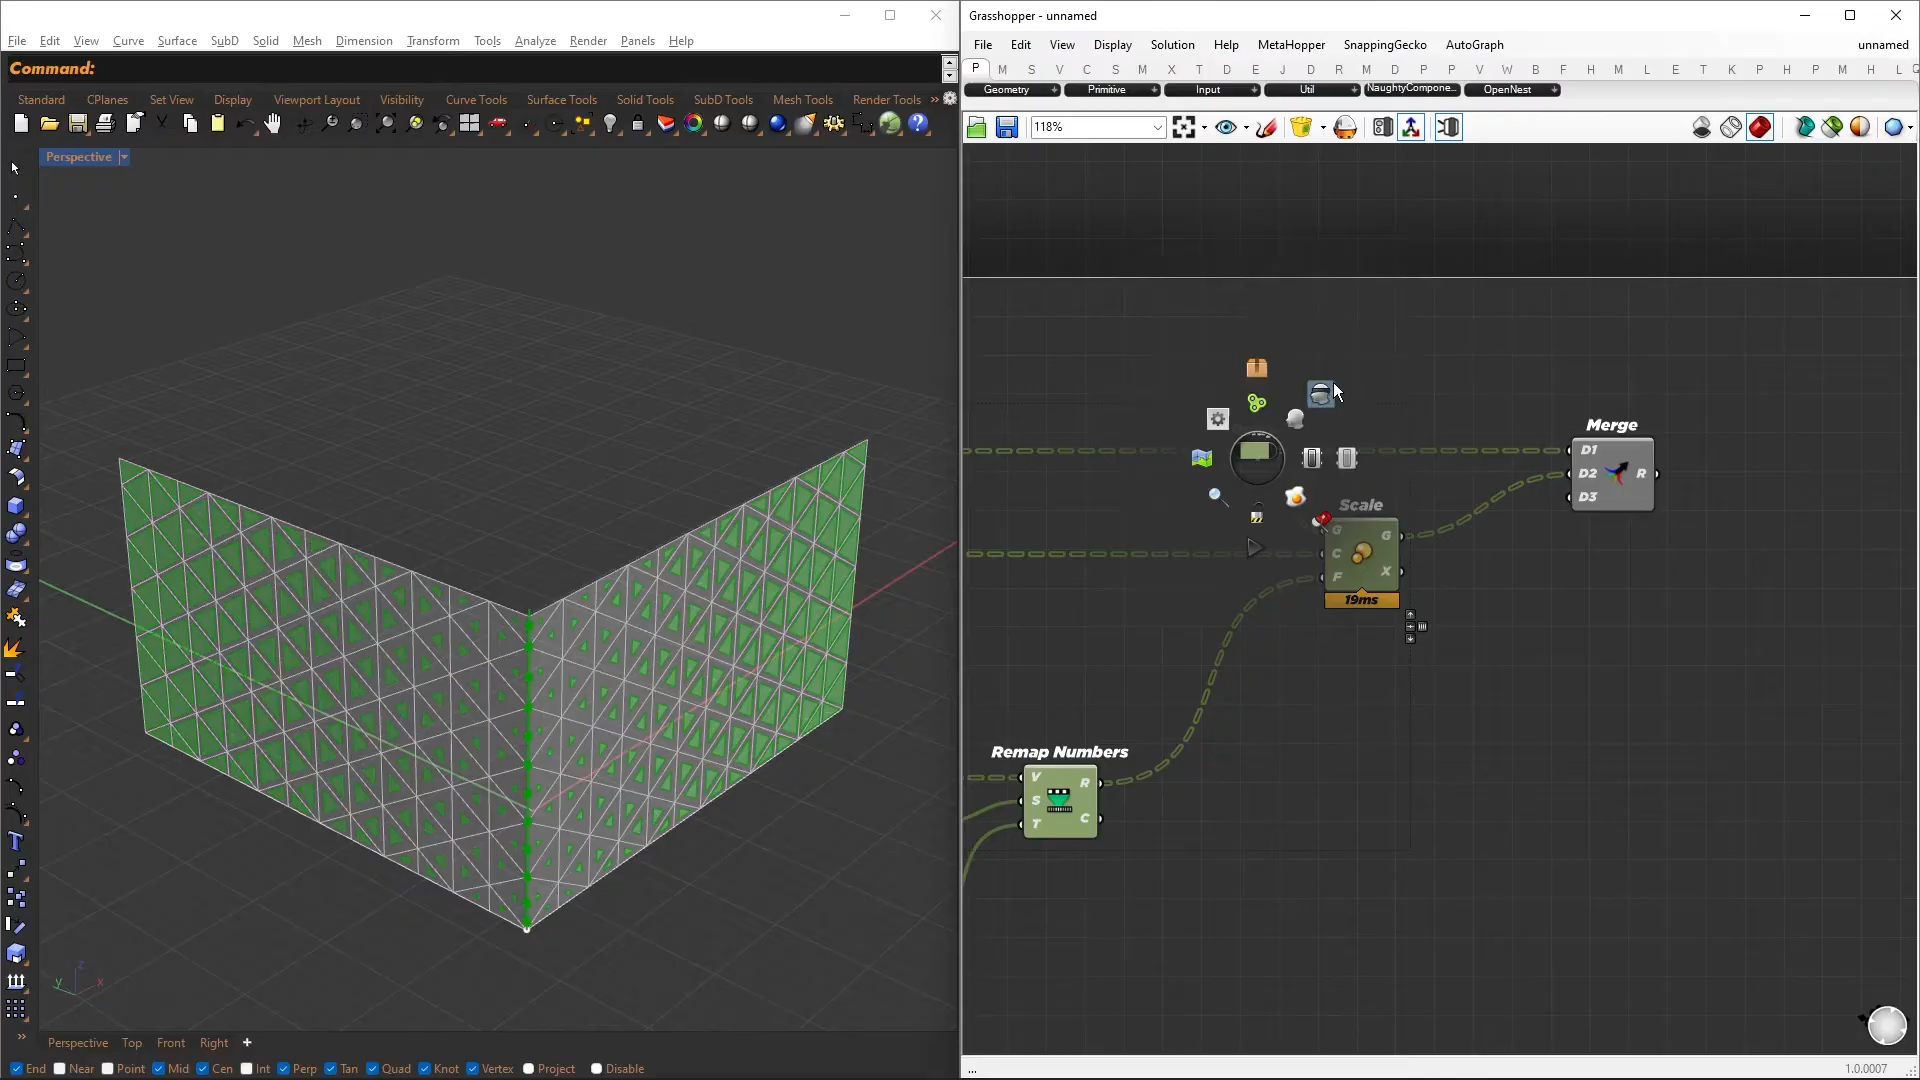 File Edit View Curve Surface SubD Solid Mesh Dimension Transform Tools Analyze Render Panels Help
Command:
Standard CPlanes Set View Display Viewport Layout Visibility Curve Tools Surface Tools Solid Tools SubD Tools Mesh Tools Render Tools »
Perspective
z
y x
Perspective Top Front Right +
End Near Point Mid Cen Int Perp Tan Quad Knot Vertex Project Disable
Grasshopper - unnamed
File Edit View Display Solution Help MetaHopper SnappingGecko AutoGraph unnamed
P M S V C S M X T D E J D R M D P P V W B F H M L E T K P H P M H L
Geometry Primitive Input Util NaughtyCompone... OpenNest
118%
Merge
D1
D2 R
D3
Scale
G G
C
F X
19ms
Remap Numbers
V R
S
T C
... 1.0.0007